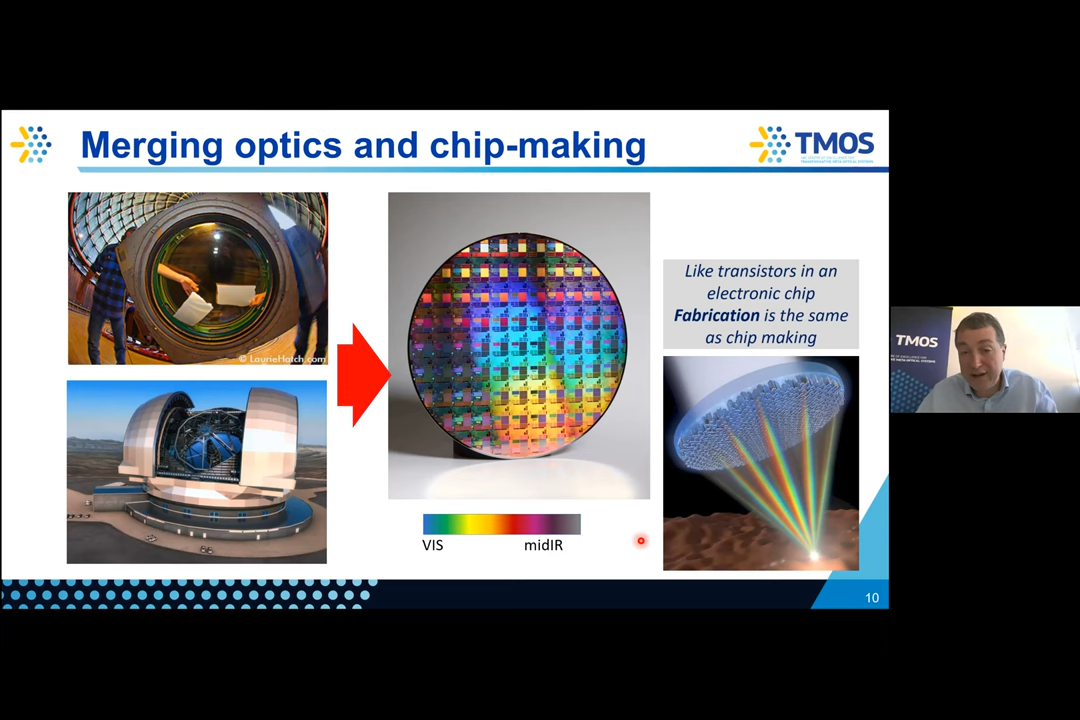 Merging optics and chip-making
TMOS
© LaurieHatch.com
Like transistors in an
electronic chip
Fabrication is the same
as chip making
VIS
midIR
10
TMOS